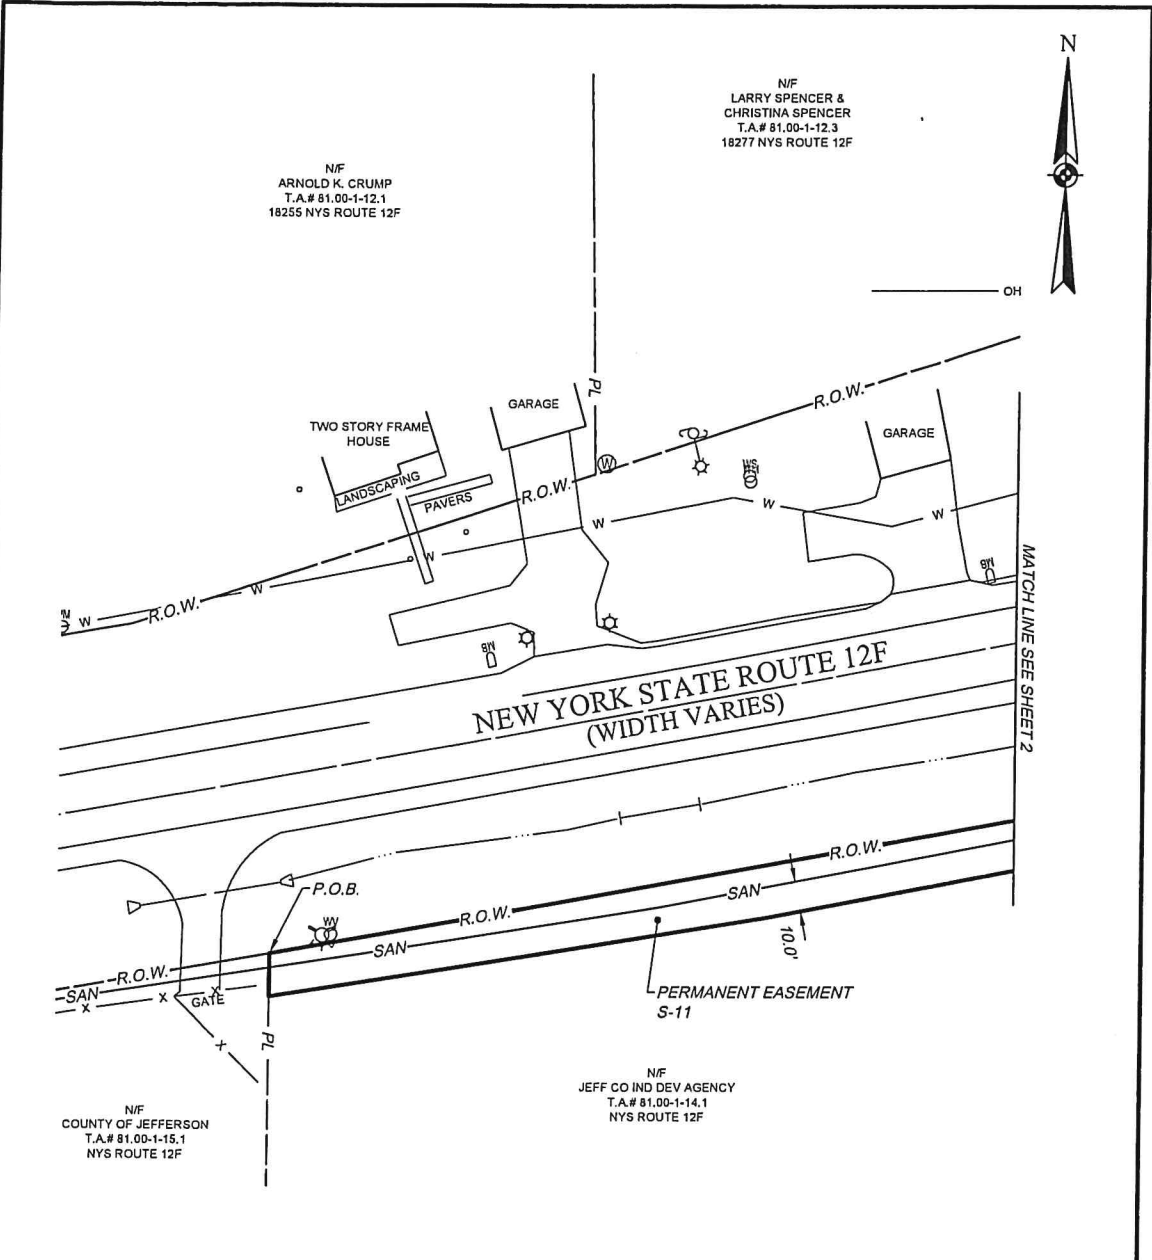 N
N/F
LARRY SPENCER &
CHRISTINA SPENCER
T.A.# 81.00-1-12.3
18277 NYS ROUTE 12F
N/F
ARNOLD K. CRUMP
T.A.# 81.00-1-12.1
18255 NYS ROUTE 12F
OH
PL
R.O.W.
GARAGE
TWO STORY FRAME
HOUSE
GARAGE
W
LANDSCAPING
PAVERS
R.O.W.
W
W
W
W
W
W
R.O.W.
MB
MB
MATCH LINE SEE SHEET 2
NEW YORK STATE ROUTE 12F
(WIDTH VARIES)
P.O.B.
WV
R.O.W.
R.O.W.
SAN
SAN
10.0'
R.O.W.
SAN
X
X
X
GATE
X
PL
PERMANENT EASEMENT
S-11
N/F
JEFF CO IND DEV AGENCY
T.A.# 81.00-1-14.1
NYS ROUTE 12F
N/F
COUNTY OF JEFFERSON
T.A.# 81.00-1-15.1
NYS ROUTE 12F